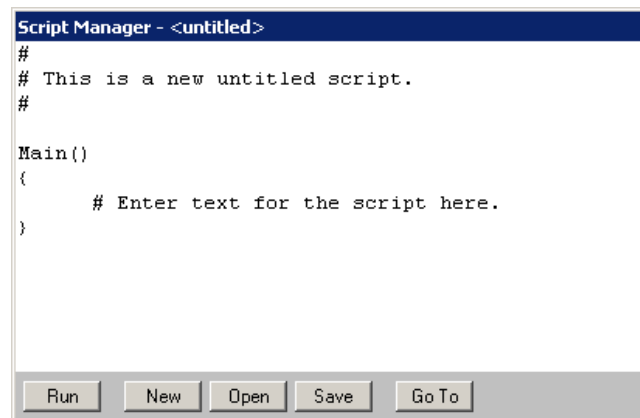 Script Manager - <untitled>
#
# This is a new untitled script.
#
Main()
{
# Enter text for the script here.
}
Run New Open Save Go To